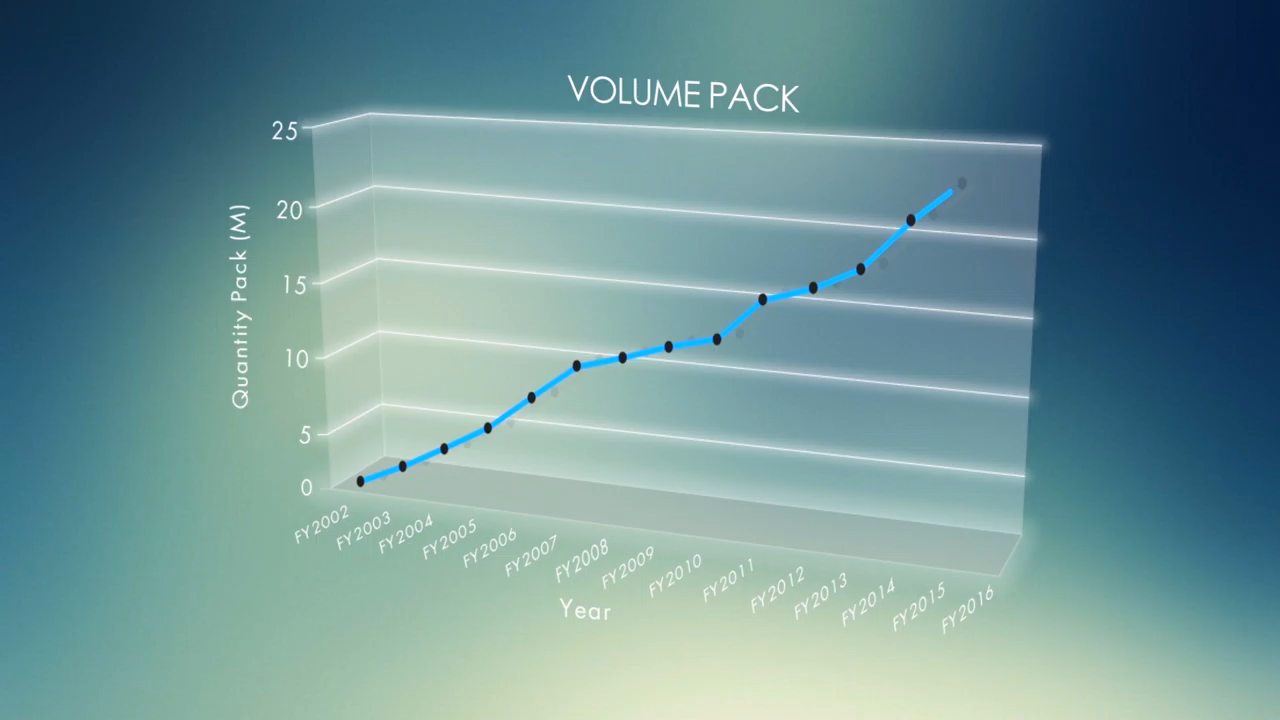 VOLUME PACK
25
20
15
10
5
0
Quantity Pack (M)
FY2002
FY2003
FY2004
FY2005
FY2006
FY2007
FY2008
FY2009
FY2010
FY2011
FY2012
FY2013
FY2014
FY2015
FY2016
Year